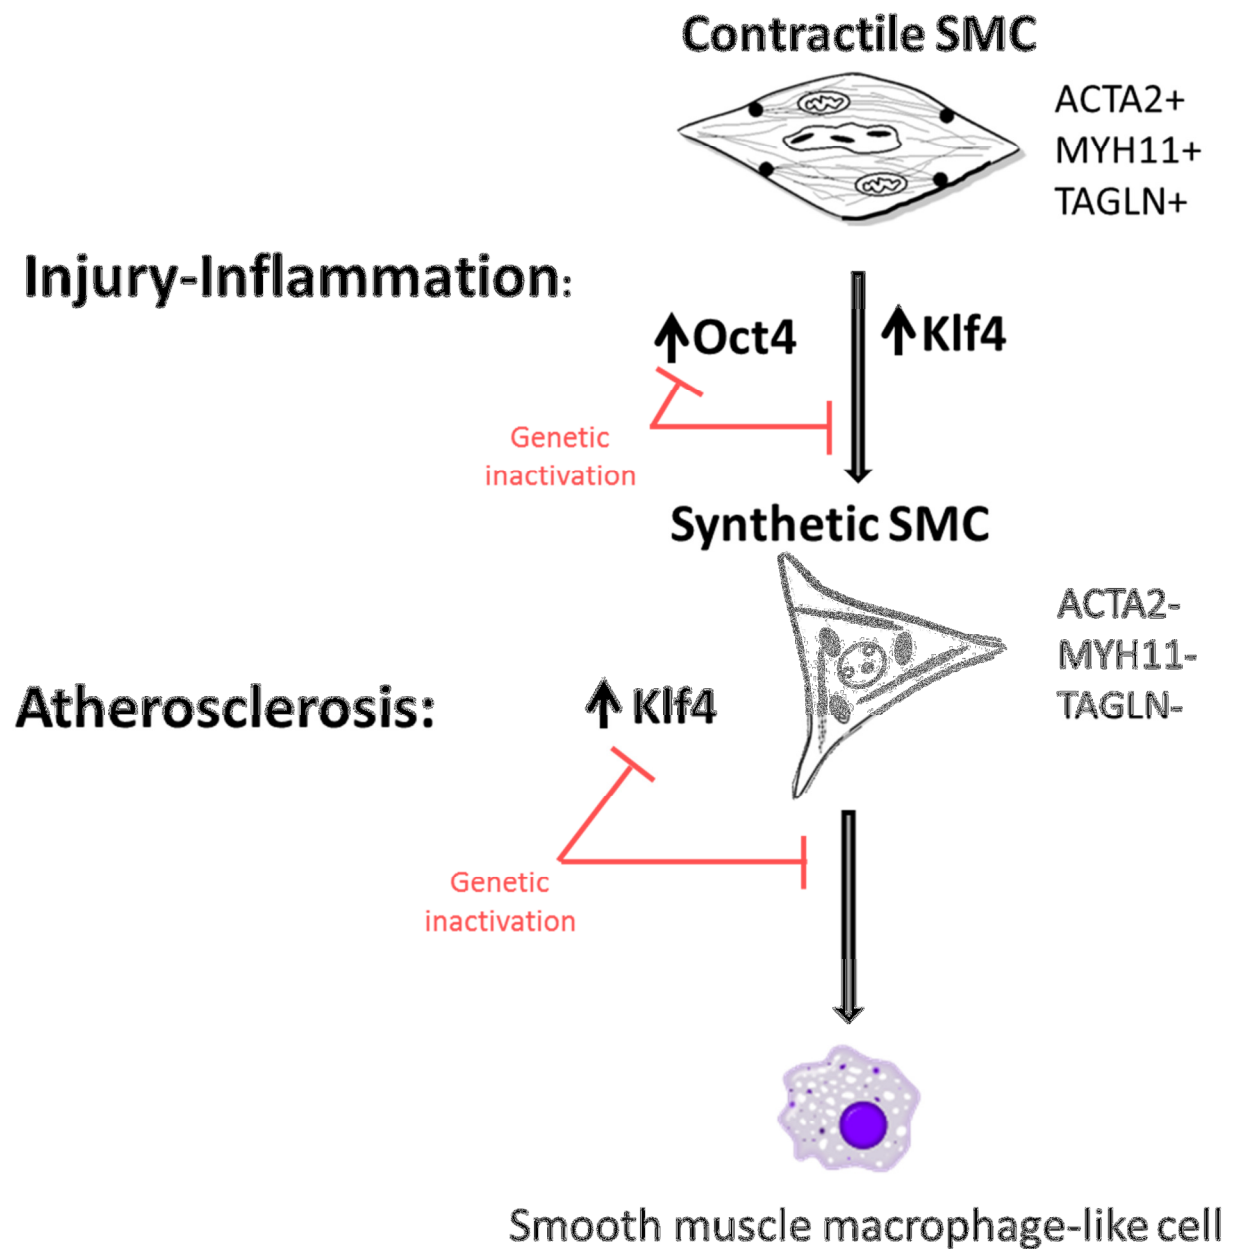 Contractile SMC
ACTA2+
MYH11+
TAGLN+
Injury-Inflammation:
Oct4
Klf4
Genetic
inactivation
Synthetic SMC
ACTA2-
MYH11-
TAGLN-
Atherosclerosis:
Klf4
Genetic
inactivation
Smooth muscle macrophage-like cell